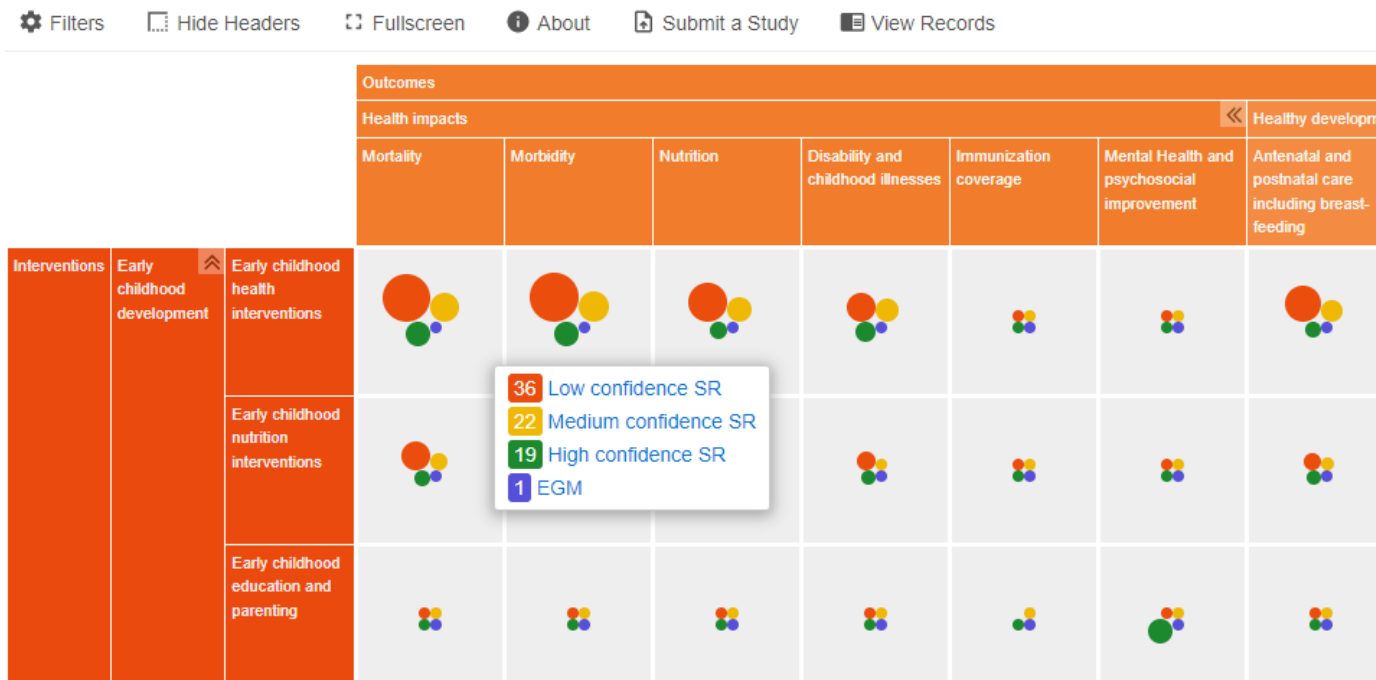 Filters Hide Headers Fullscreen About Submit a Study View Records
Outcomes
Health impacts
Healthy developm
Mortality
Morbidity
Nutrition
Disability and
childhood illnesses
Immunization
coverage
Mental Health and
psychosocial
improvement
Antenatal and
postnatal care
including breast-
feeding
Interventions
Early
childhood
development
Early childhood
health
interventions
36 Low confidence SR
22 Medium confidence SR
19 High confidence SR
1 EGM
Early childhood
nutrition
interventions
Early childhood
education and
parenting